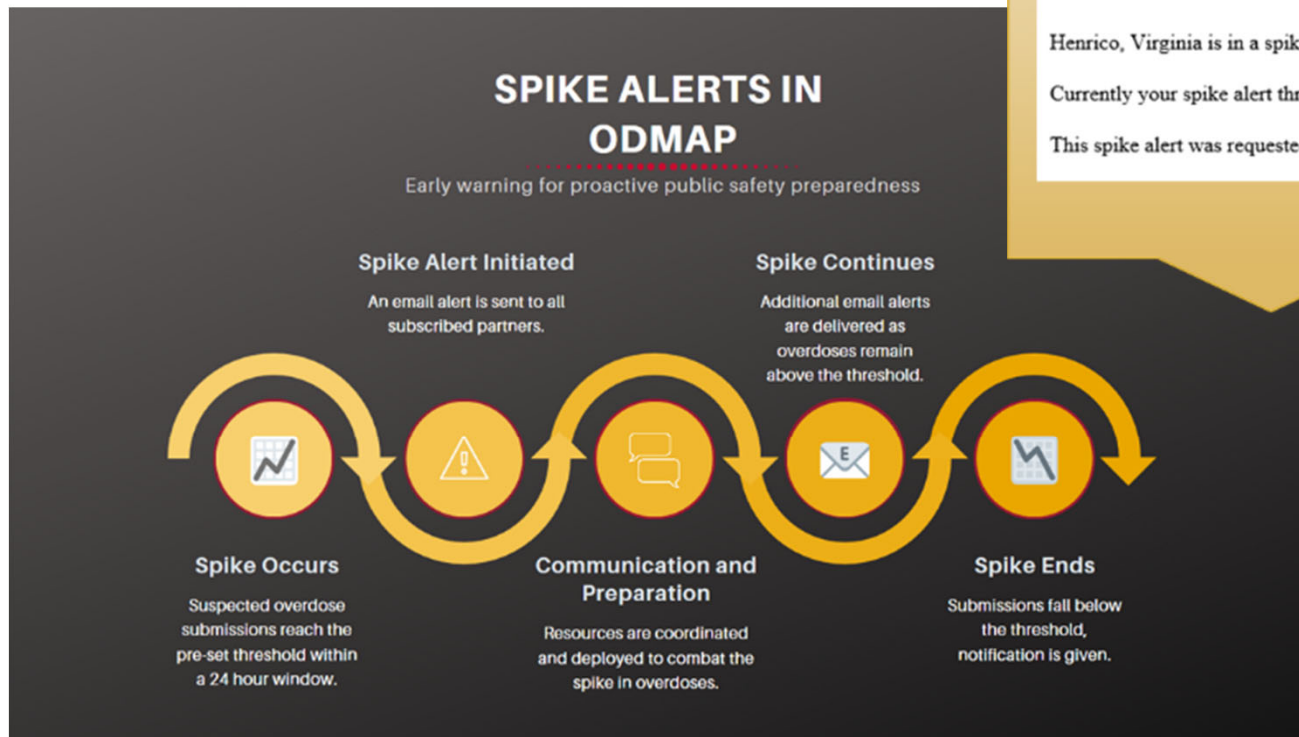 SPIKE ALERTS IN
ODMAP
Early warning for proactive public safety preparedness
Spike Alert Initiated
An email alert is sent to all
subscribed partners.
Spike Continues
Additional email alerts
are delivered as
overdoses remain
above the threshold.
E
Spike Occurs
Suspected overdose
submissions reach the
pre-set threshold within
a 24 hour window.
Communication and
Preparation
Resources are coordinated
and deployed to combat the
spike in overdoses.
Spike Ends
Submissions fall below
the threshold,
notification is given.
Henrico, Virginia is in a
Currently your spike alert
This spike alert was